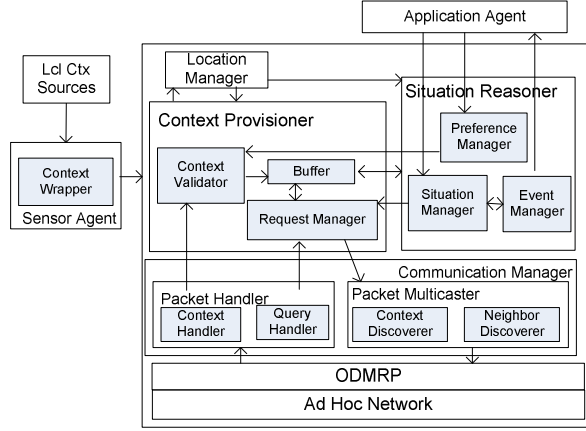 Application Agent
Lcl Ctx
Sources
Location
Manager
Situation Reasoner
Context Provisioner
Preference
Manager
Context
Wrapper
Sensor Agent
Context
Validator
Buffer
Request Manager
Situation
Manager
Event
Manager
Communication Manager
Packet Handler
Context
Handler
Query
Handler
Packet Multicaster
Context
Discoverer
Neighbor
Discoverer
ODMRP
Ad Hoc Network